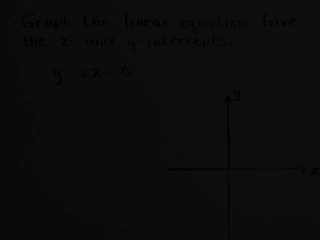 Graph the linear equation. Give
the x- and y-intercepts.
y-2x=0
y
x